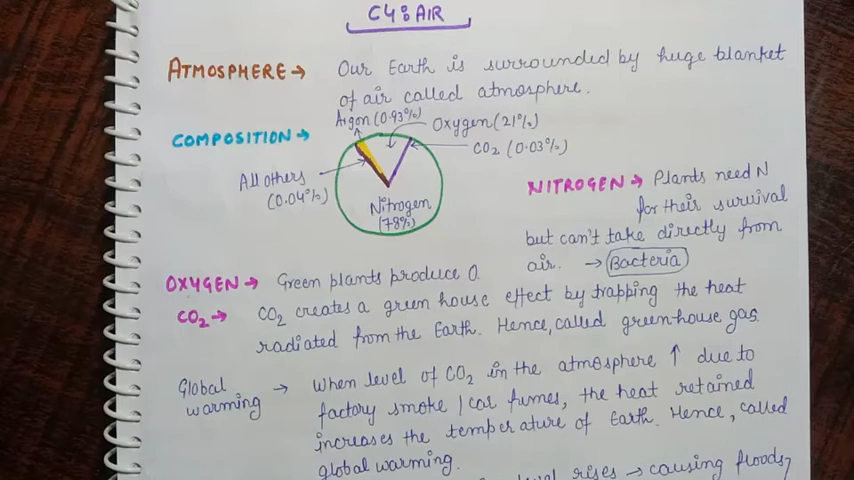 C4: AIR
ATMOSPHERE → Our Earth is surrounded by huge blanket
of air called atmosphere.
COMPOSITION →
Argon (0.93%)
Oxygen (21%)
CO2 (0.03%)
All others
(0.04%)
Nitrogen
(78%)
NITROGEN → Plants need N
for their survival
but can't take directly from
air. → Bacteria
OXYGEN → Green plants produce O
CO2 → CO2 creates a green house effect by trapping the heat
radiated from the Earth. Hence, called greenhouse gas.
Global
warming → When level of CO2 in the atmosphere ↑ due to
factory smoke / car fumes, the heat retained
increases the temperature of Earth. Hence, called
global warming.
level rises → causing floods,